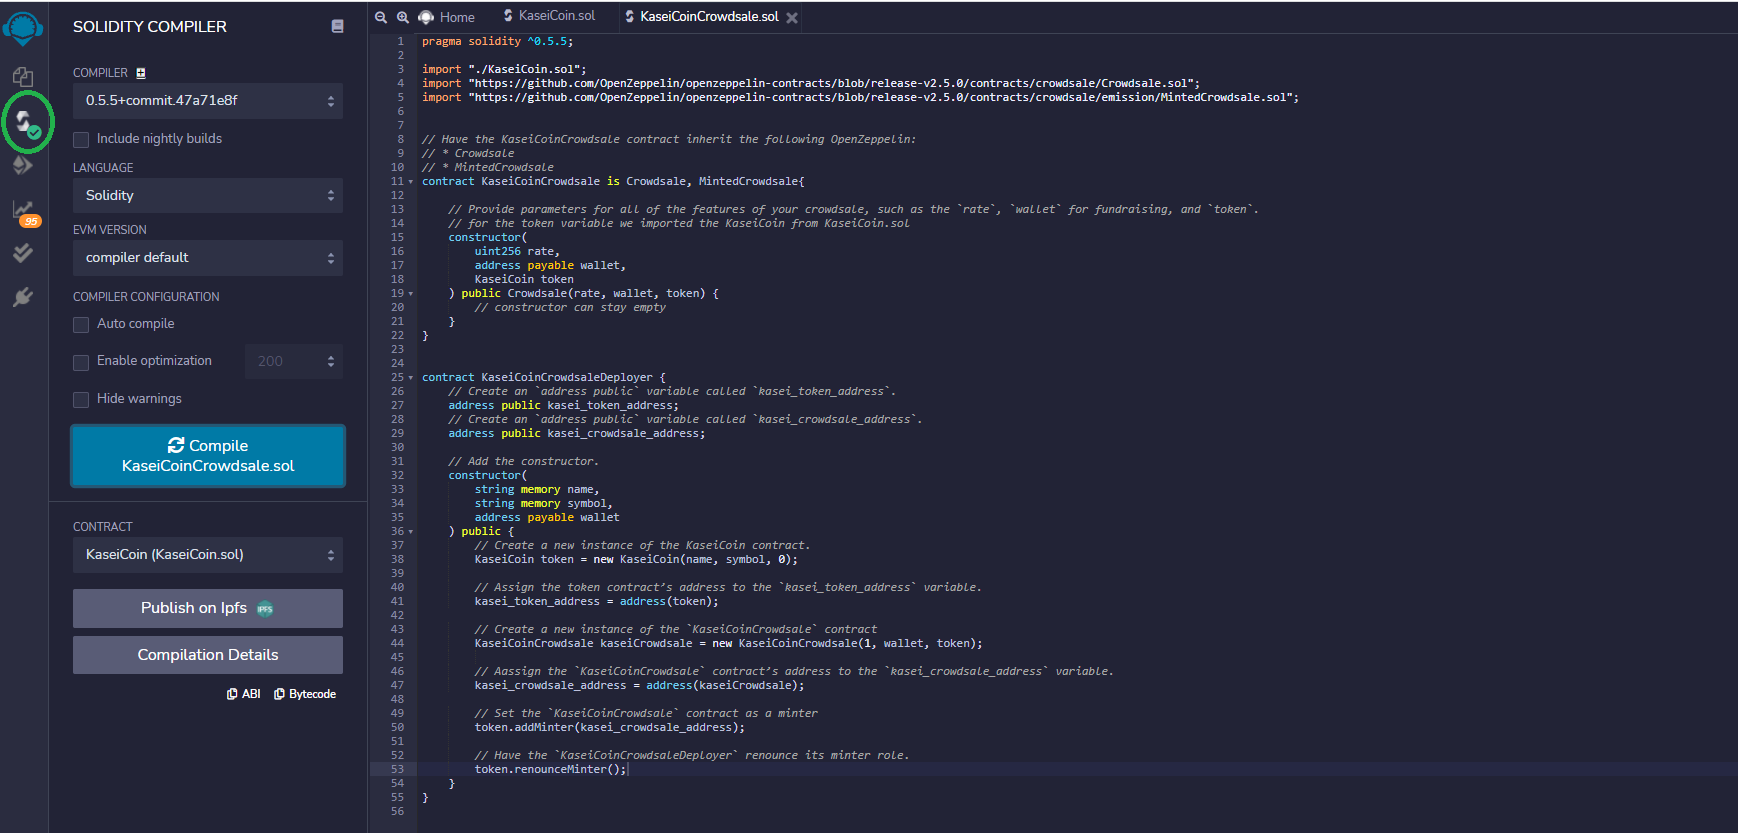 SOLIDITY COMPILER
COMPILER
0.5.5+commit.47a71e8f
Include nightly builds
LANGUAGE
Solidity
EVM VERSION
compiler default
COMPILER CONFIGURATION
Auto compile
Enable optimization
200
Hide warnings
Compile
KaseiCoinCrowdsale.sol
CONTRACT
KaseiCoin (KaseiCoin.sol)
Publish on Ipfs
IPFS
Compilation Details
ABI
Bytecode
95
Home
KaseiCoin.sol
KaseiCoinCrowdsale.sol
1 pragma solidity ^0.5.5;
2
3 import "./KaseiCoin.sol";
4 import "https://github.com/OpenZeppelin/openzeppelin-contracts/blob/release-v2.5.0/contracts/crowdsale/Crowdsale.sol";
5 import "https://github.com/OpenZeppelin/openzeppelin-contracts/blob/release-v2.5.0/contracts/crowdsale/emission/MintedCrowdsale.sol";
6
7
8 // Have the KaseiCoinCrowdsale contract inherit the following OpenZeppelin:
9 // * Crowdsale
10 // * MintedCrowdsale
11 contract KaseiCoinCrowdsale is Crowdsale, MintedCrowdsale{
12
13 // Provide parameters for all of the features of your crowdsale, such as the `rate`, `wallet` for fundraising, and `token`.
14 // for the token variable we imported the KaseiCoin from KaseiCoin.sol
15 constructor(
16 uint256 rate,
17 address payable wallet,
18 KaseiCoin token
19 ) public Crowdsale(rate, wallet, token) {
20 // constructor can stay empty
21 }
22 }
23
24
25 contract KaseiCoinCrowdsaleDeployer {
26 // Create an `address public` variable called `kasei_token_address`.
27 address public kasei_token_address;
28 // Create an `address public` variable called `kasei_crowdsale_address`.
29 address public kasei_crowdsale_address;
30
31 // Add the constructor.
32 constructor(
33 string memory name,
34 string memory symbol,
35 address payable wallet
36 ) public {
37 // Create a new instance of the KaseiCoin contract.
38 KaseiCoin token = new KaseiCoin(name, symbol, 0);
39
40 // Assign the token contract’s address to the `kasei_token_address` variable.
41 kasei_token_address = address(token);
42
43 // Create a new instance of the `KaseiCoinCrowdsale` contract
44 KaseiCoinCrowdsale kaseiCrowdsale = new KaseiCoinCrowdsale(1, wallet, token);
45
46 // Aassign the `KaseiCoinCrowdsale` contract’s address to the `kasei_crowdsale_address` variable.
47 kasei_crowdsale_address = address(kaseiCrowdsale);
48
49 // Set the `KaseiCoinCrowdsale` contract as a minter
50 token.addMinter(kasei_crowdsale_address);
51
52 // Have the `KaseiCoinCrowdsaleDeployer` renounce its minter role.
53 token.renounceMinter();
54 }
55 }
56